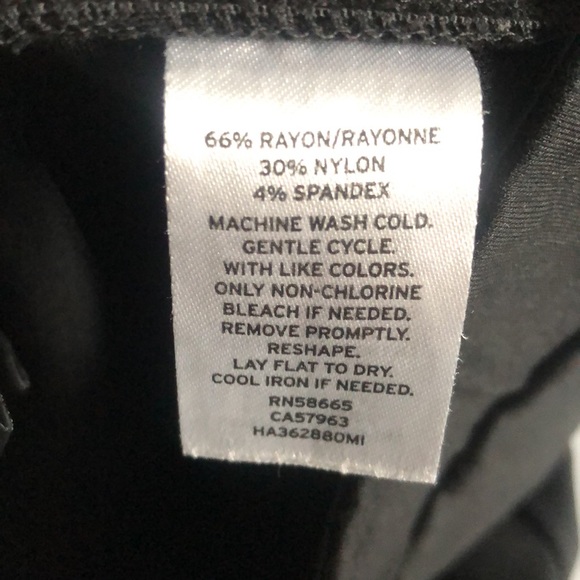 66% RAYON/RAYONNE
30% NYLON
4% SPANDEX
MACHINE WASH COLD.
GENTLE CYCLE.
WITH LIKE COLORS.
ONLY NON-CHLORINE
BLEACH IF NEEDED.
REMOVE PROMPTLY.
RESHAPE.
LAY FLAT TO DRY.
COOL IRON IF NEEDED.
RN58665
CA57963
HA362880MI